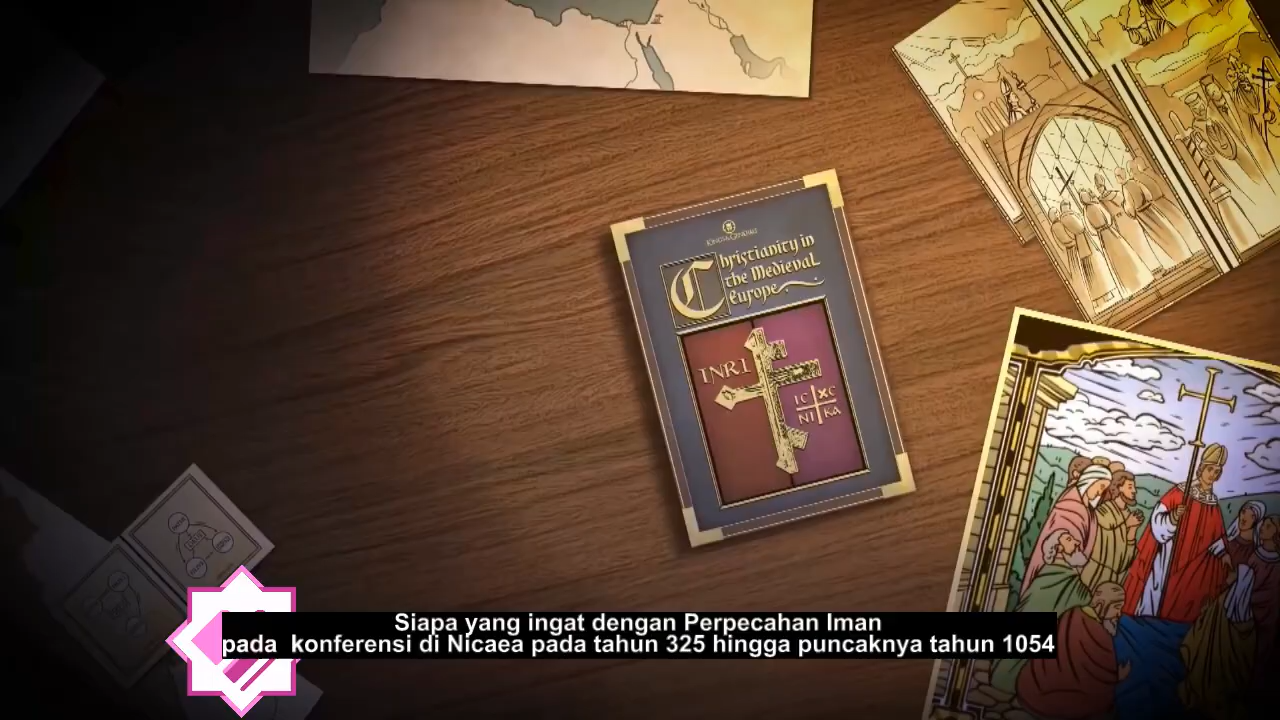 Christianity in
the Medieval
Europe
INRI
IC XC
NI KA
Siapa yang ingat dengan Perpecahan Iman
pada  konferensi di Nicaea pada tahun 325 hingga puncaknya tahun 1054